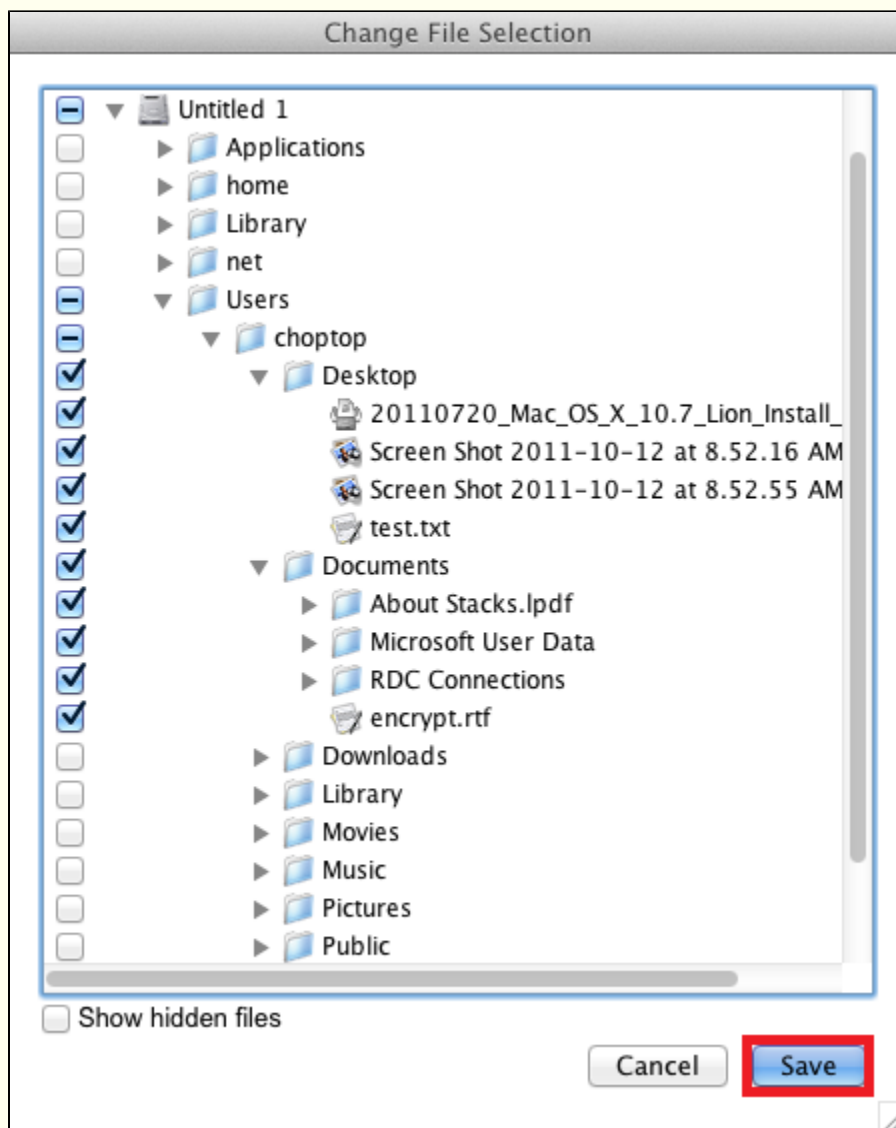 Change File Selection
Untitled 1
Applications
home
Library
net
Users
choptop
Desktop
20110720_Mac_OS_X_10.7_Lion_Install_
Screen Shot 2011-10-12 at 8.52.16 AM
Screen Shot 2011-10-12 at 8.52.55 AM
test.txt
Documents
About Stacks.lpdf
Microsoft User Data
RDC Connections
encrypt.rtf
Downloads
Library
Movies
Music
Pictures
Public
Show hidden files
Cancel Save